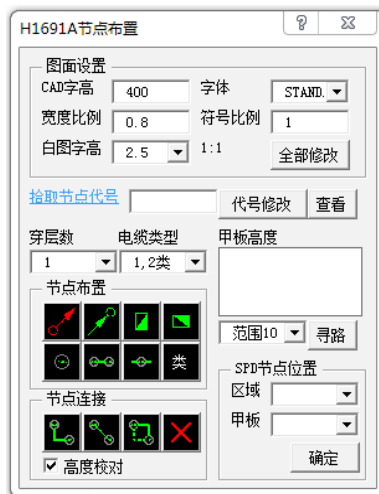 H1691A节点布置
图面设置
CAD字高 400 字体 STAND.
宽度比例 0.8 符号比例 1
白图字高 2.5 1:1 全部修改
拾取节点代号 代号修改 查看
穿层数 电缆类型 甲板高度
1 1,2类
节点布置
范围10 寻路
类
SPD节点位置
区域
节点连接
甲板
高度校对
确定